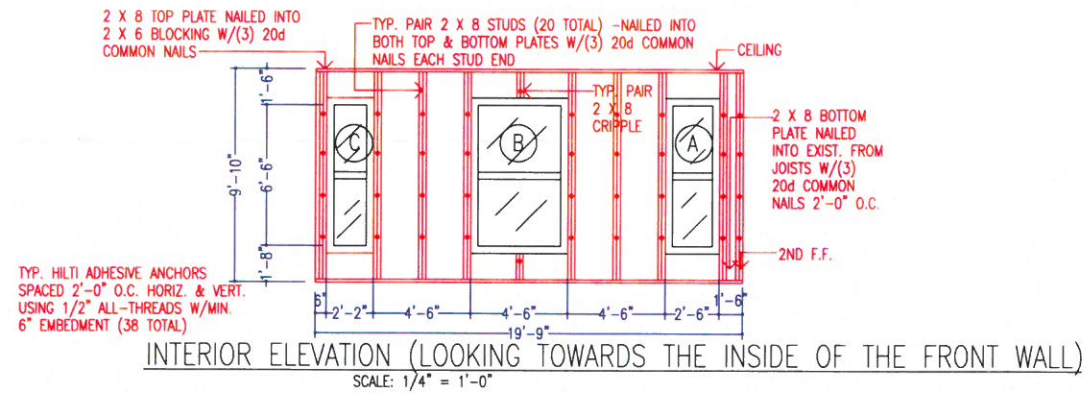 2 X 8 TOP PLATE NAILED INTO
2 X 6 BLOCKING W/(3) 20d
COMMON NAILS
TYP. PAIR 2 X 8 STUDS (20 TOTAL) -NAILED INTO
BOTH TOP & BOTTOM PLATES W/(3) 20d COMMON
NAILS EACH STUD END
CEILING
TYP. PAIR
2 X 8
CRIPPLE
2 X 8 BOTTOM
PLATE NAILED
INTO EXIST. FROM
JOISTS W/(3)
20d COMMON
NAILS 2'-0" O.C.
1'-6"
9'-10"
6'-6"
1'-8"
C
B
A
2ND F.F.
TYP. HILTI ADHESIVE ANCHORS
SPACED 2'-0" O.C. HORIZ. & VERT.
USING 1/2" ALL-THREADS W/MIN.
6" EMBEDMENT (38 TOTAL)
6" 2'-2" 4'-6" 4'-6" 4'-6" 2'-6" 1'-6"
19'-9"
INTERIOR ELEVATION (LOOKING TOWARDS THE INSIDE OF THE FRONT WALL)
SCALE: 1/4" = 1'-0"